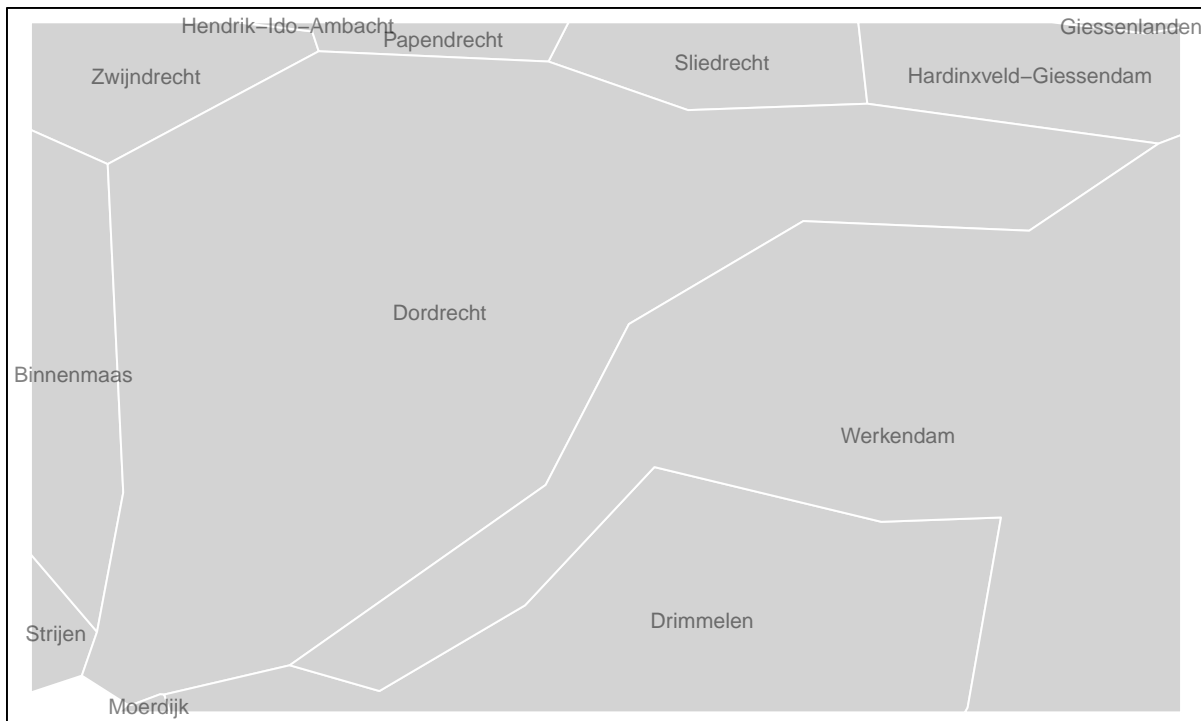 Hendrik−Ido−Ambacht
Giessenlanden
Papendrecht
Sliedrecht
Zwijndrecht
Hardinxveld−Giessendam
Dordrecht
Binnenmaas
Werkendam
Drimmelen
Strijen
Moerdijk